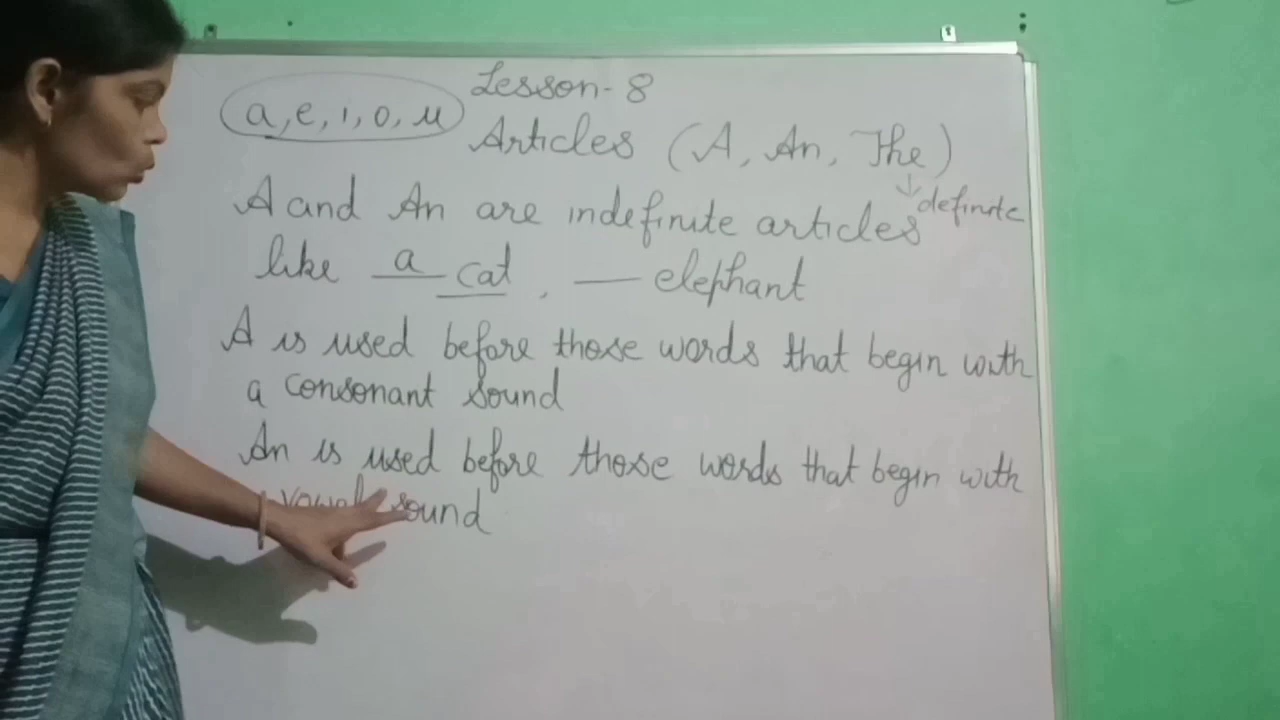 Lesson-8
a, e, i, o, u
Articles (A, An, The)
↓ definite
A and An are indefinite articles
like a cat, — elephant
A is used before those words that begin with
a consonant sound
An is used before those words that begin with
vowel sound